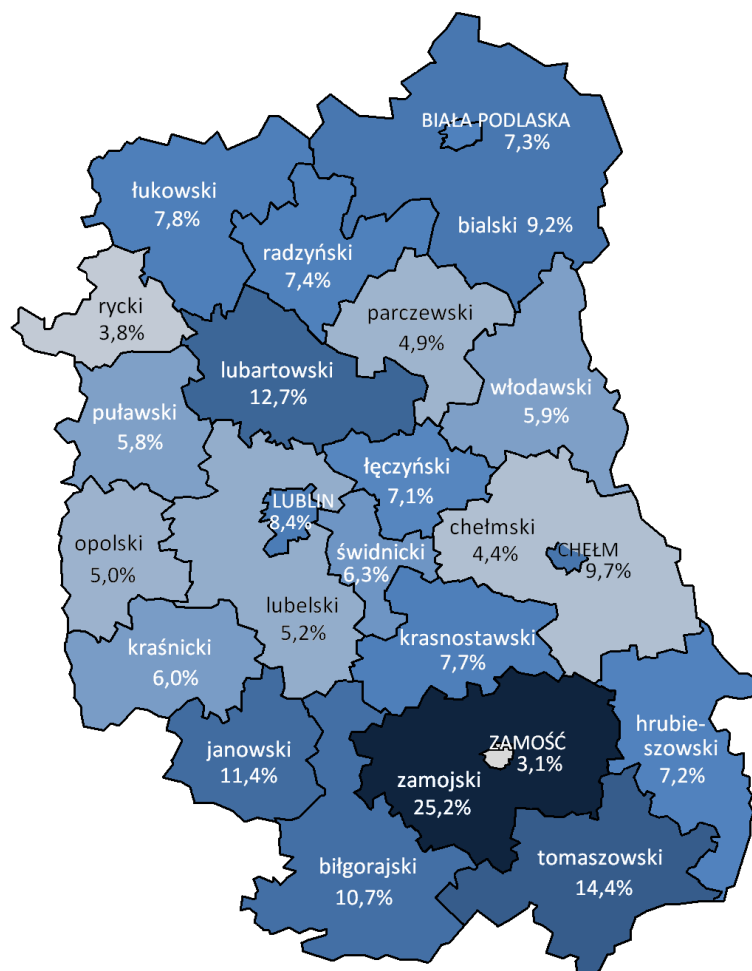 BIAŁA PODLASKA
7,3%
łukowski
7,8%
bialski 9,2%
radzyński
7,4%
rycki
3,8%
parczewski
4,9%
lubartowski
12,7%
włodawski
5,9%
puławski
5,8%
łęczyński
7,1%
LUBLIN
8,4%
chełmski
4,4%
CHEŁM
9,7%
opolski
5,0%
świdnicki
6,3%
lubelski
5,2%
kraśnicki
6,0%
krasnostawski
7,7%
hrubie-
szowski
7,2%
ZAMOŚĆ
3,1%
janowski
11,4%
zamojski
25,2%
biłgorajski
10,7%
tomaszowski
14,4%